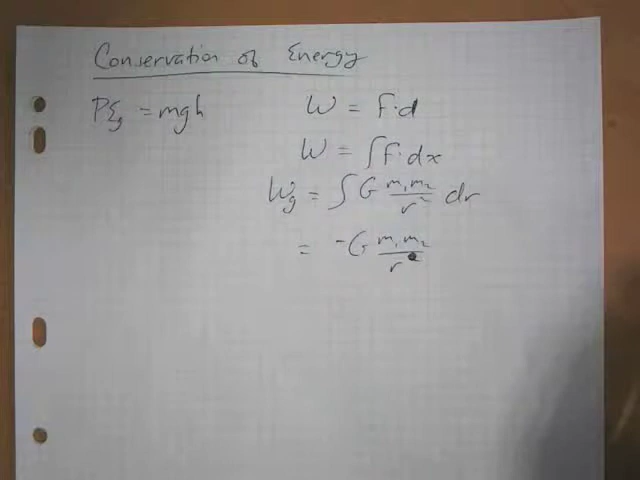 Conservation of Energy
PEg = mgh
W = F·d
W = ∫F·dx
Wg = ∫G m₁m₂/r² dr
= -G m₁m₂/r